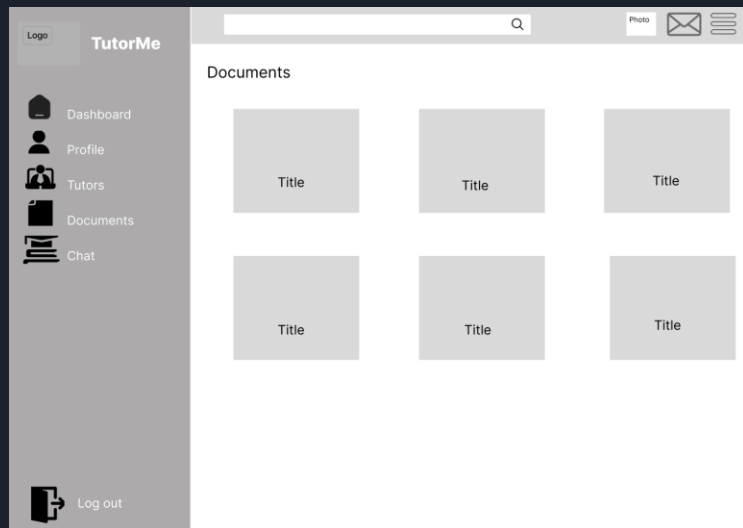 Logo
TutorMe
Photo
Dashboard
Profile
Tutors
Documents
Chat
Log out
Documents
Title
Title
Title
Title
Title
Title